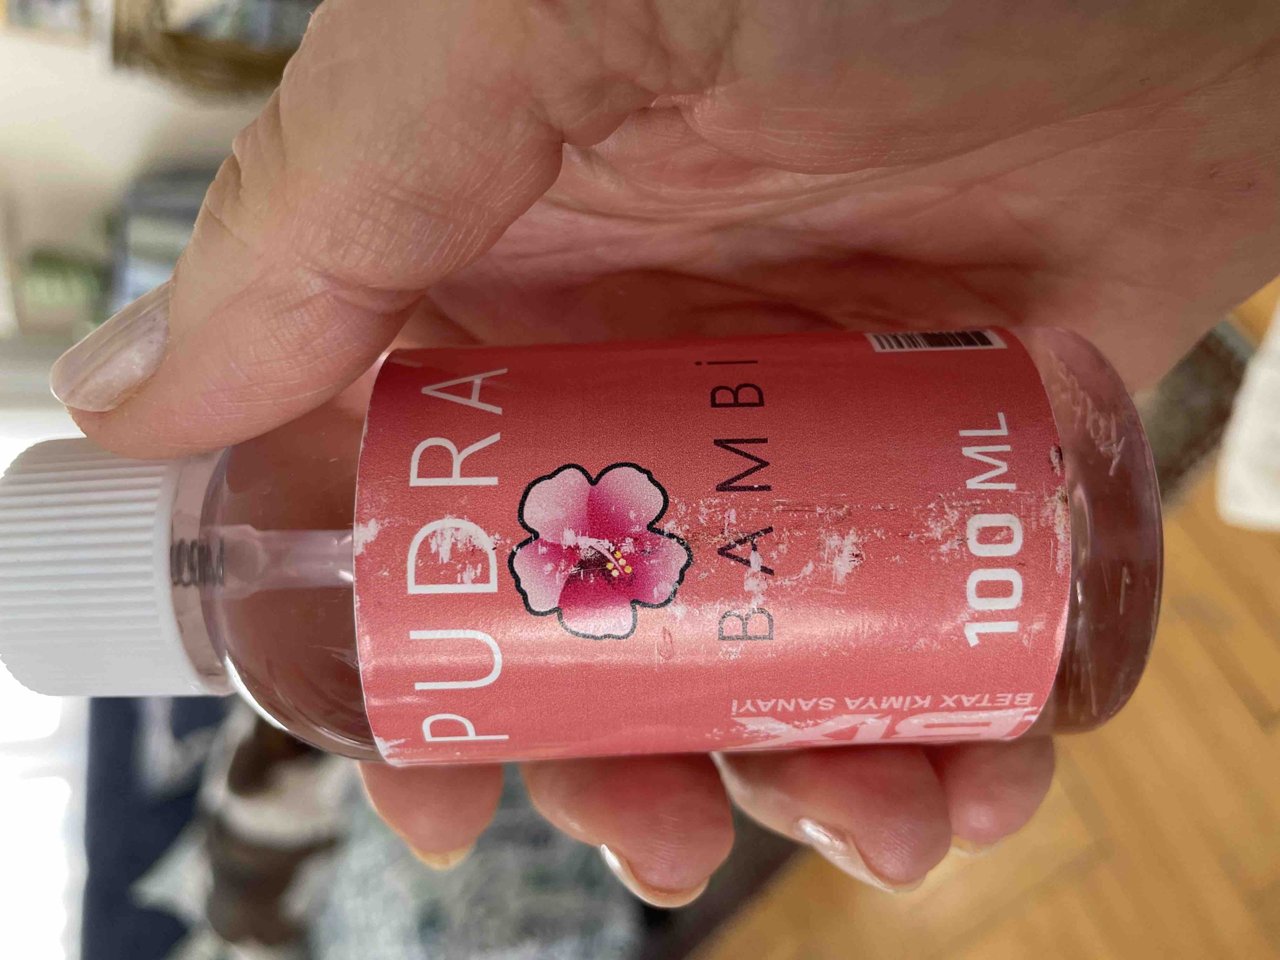 PUDRA
BAMBİ
100 ML
BETAX KİMYA SANAYİ